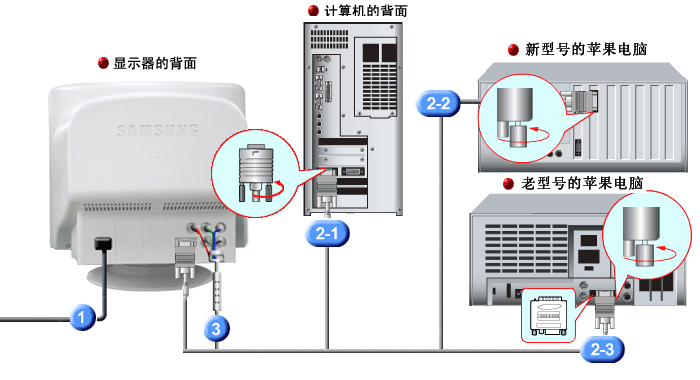 计算机的背面
显示器的背面
新型号的苹果电脑
SAMSUNG
2-2
老型号的苹果电脑
2-1
1
3
2-3